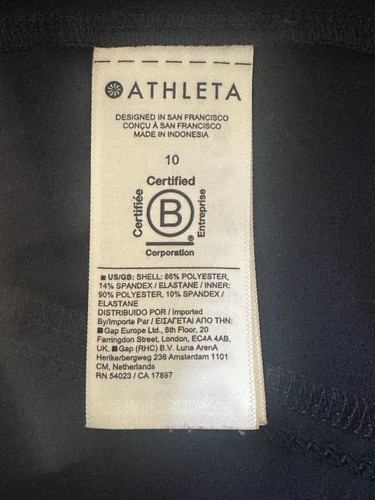 ATHLETA
DESIGNED IN SAN FRANCISCO
CONÇU À SAN FRANCISCO
MADE IN INDONESIA
10
Certified
Certifiée
B
Entreprise
®
Corporation
■ US/GB: SHELL: 86% POLYESTER,
14% SPANDEX / ELASTANE / INNER:
90% POLYESTER, 10% SPANDEX /
ELASTANE
DISTRIBUIDO POR / Imported
By/Importe Par / ΕΙΣΑΓΕΤΑΙ ΑΠΟ ΤΗΝ:
■Gap Europe Ltd., 8th Floor, 20
Farringdon Street, London, EC4A 4AB,
UK. ■Gap (RHC) B.V. Luna ArenA
Herikerbergweg 238 Amsterdam 1101
CM, Netherlands
RN 54023 / CA 17897